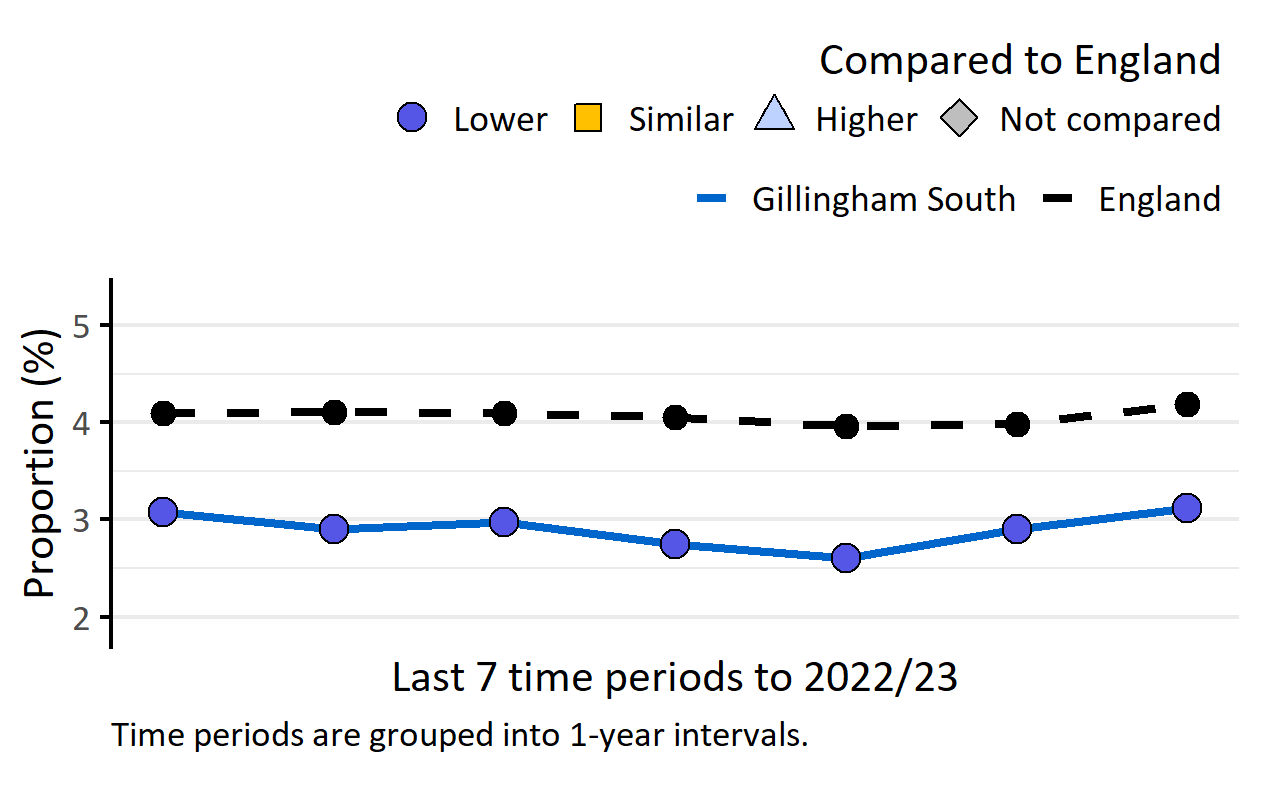 Compared to England
Lower Similar Higher Not compared
Gillingham South England
Proportion (%)
5
4
3
2
Last 7 time periods to 2022/23
Time periods are grouped into 1-year intervals.